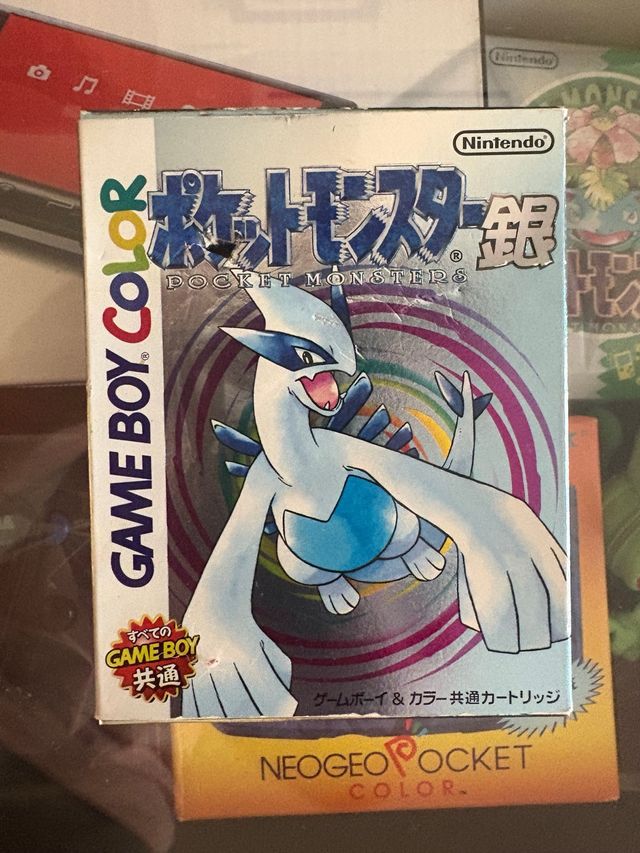 Nintendo®
Nintendo
ポケットモンスター®
銀
POCKET MONSTERS
GAME BOY® COLOR
すべての
GAME BOY
共通
ゲームボーイ & カラー共通カートリッジ
NEOGEO POCKET
COLOR™